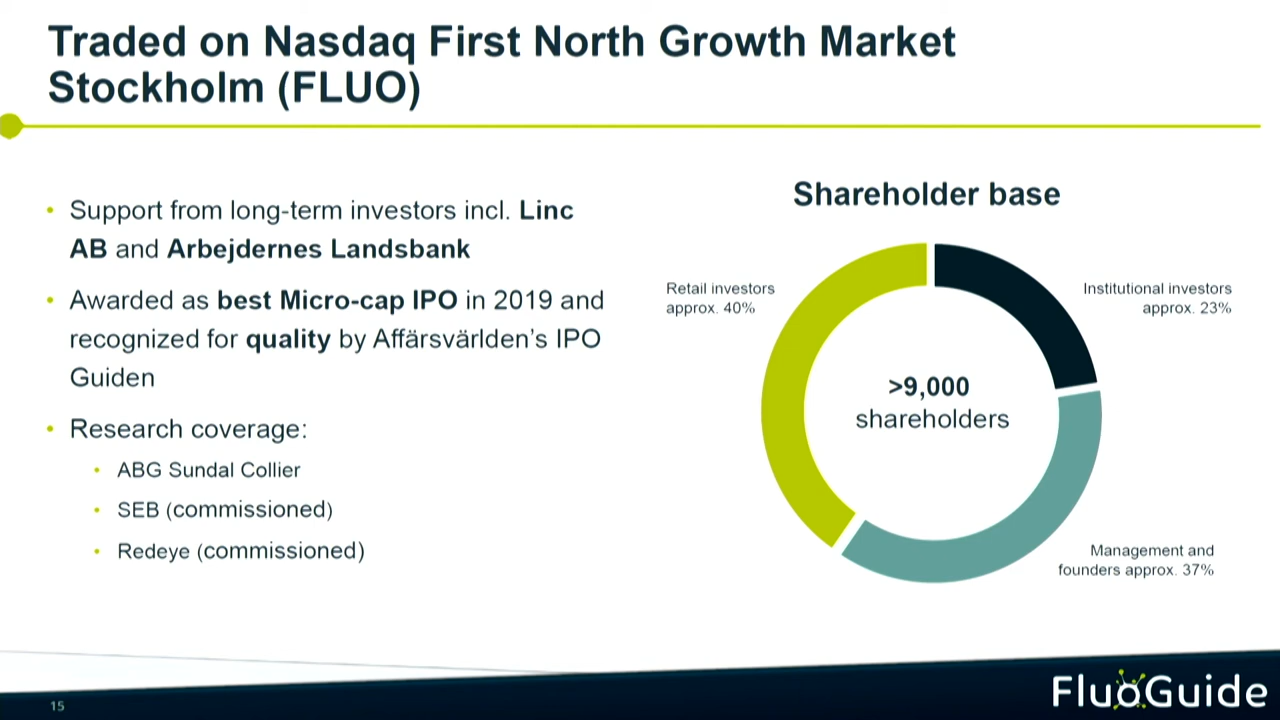 Traded on Nasdaq First North Growth Market
Stockholm (FLUO)
• Support from long-term investors incl. Linc
AB and Arbejdernes Landsbank
• Awarded as best Micro-cap IPO in 2019 and
recognized for quality by Affärsvärlden’s IPO
Guiden
• Research coverage:
• ABG Sundal Collier
• SEB (commissioned)
• Redeye (commissioned)
Shareholder base
Retail investors
approx. 40%
Institutional investors
approx. 23%
>9,000
shareholders
Management and
founders approx. 37%
15
FluoGuide